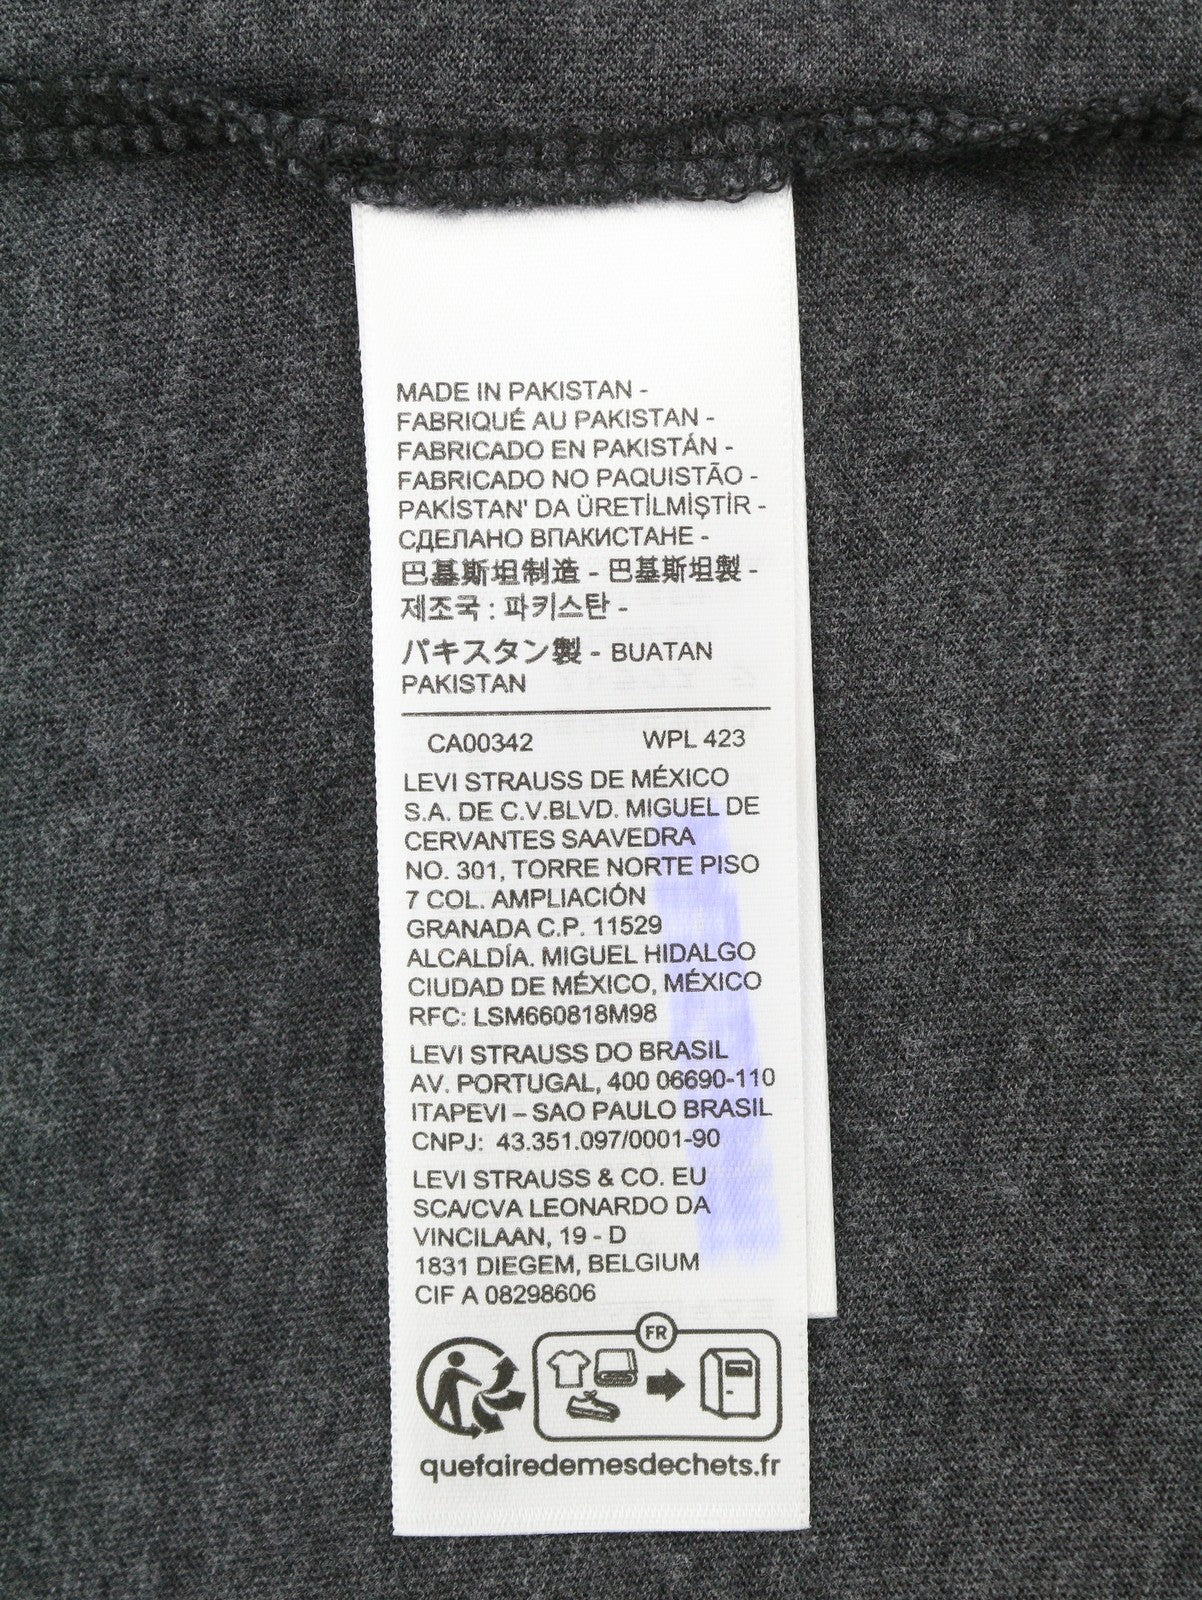 MADE IN PAKISTAN -
FABRIQUÉ AU PAKISTAN -
FABRICADO EN PAKISTÁN -
FABRICADO NO PAQUISTÃO -
PAKİSTAN' DA ÜRETİLMİŞTİR -
СДЕЛАНО ВПАКИСТАНЕ -
巴基斯坦制造 - 巴基斯坦製 -
제조국 : 파키스탄 -
パキスタン製 - BUATAN
PAKISTAN
CA00342 WPL 423
LEVI STRAUSS DE MÉXICO
S.A. DE C.V.BLVD. MIGUEL DE
CERVANTES SAAVEDRA
NO. 301, TORRE NORTE PISO
7 COL. AMPLIACIÓN
GRANADA C.P. 11529
ALCALDÍA. MIGUEL HIDALGO
CIUDAD DE MÉXICO, MÉXICO
RFC: LSM660818M98
LEVI STRAUSS DO BRASIL
AV. PORTUGAL, 400 06690-110
ITAPEVI – SAO PAULO BRASIL
CNPJ: 43.351.097/0001-90
LEVI STRAUSS & CO. EU
SCA/CVA LEONARDO DA
VINCILAAN, 19 - D
1831 DIEGEM, BELGIUM
CIF A 08298606
FR
quefairedemesdechets.fr